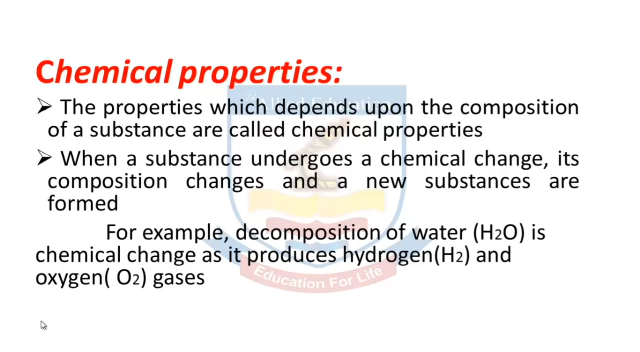 Chemical properties:
➢ The properties which depends upon the composition
of a substance are called chemical properties
➢ When a substance undergoes a chemical change, its
composition changes and a new substances are
formed
For example, decomposition of water (H2O) is
chemical change as it produces hydrogen(H2) and
oxygen( O2) gases
Education For Life